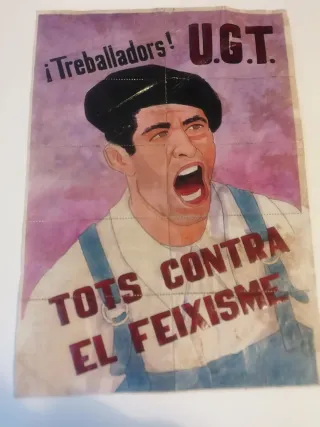 ¡Treballadors! U.G.T.
TOTS CONTRA
EL FEIXISME